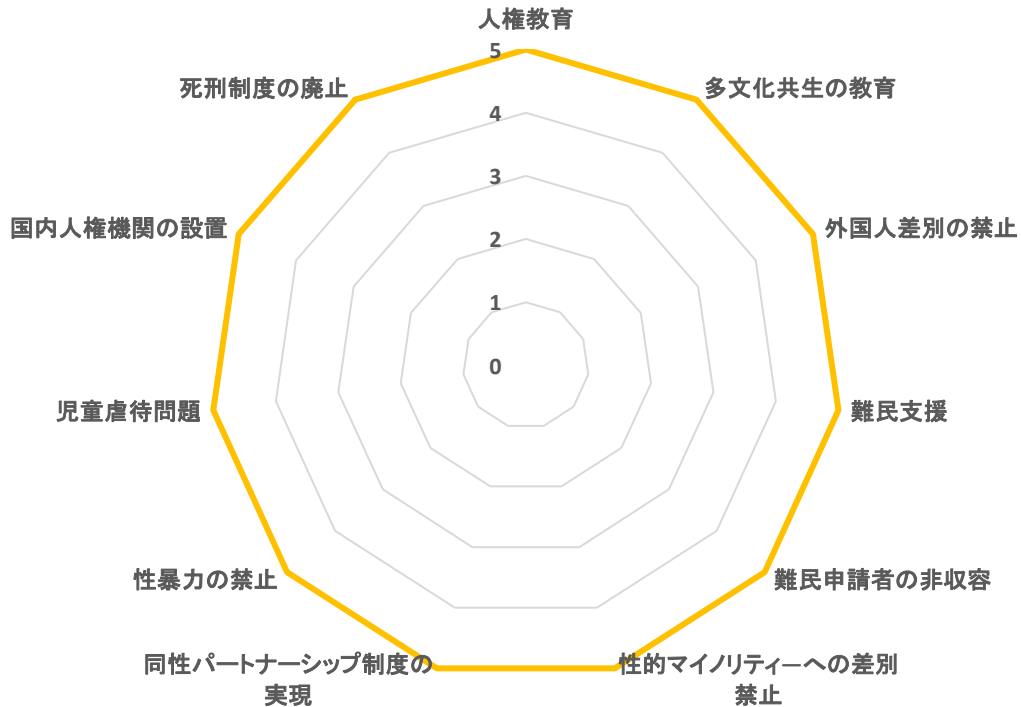 人権教育
5
多文化共生の教育
死刑制度の廃止
4
3
外国人差別の禁止
国内人権機関の設置
2
1
0
児童虐待問題
難民支援
性暴力の禁止
難民申請者の非収容
同性パートナーシップ制度の
実現
性的マイノリティーへの差別
禁止